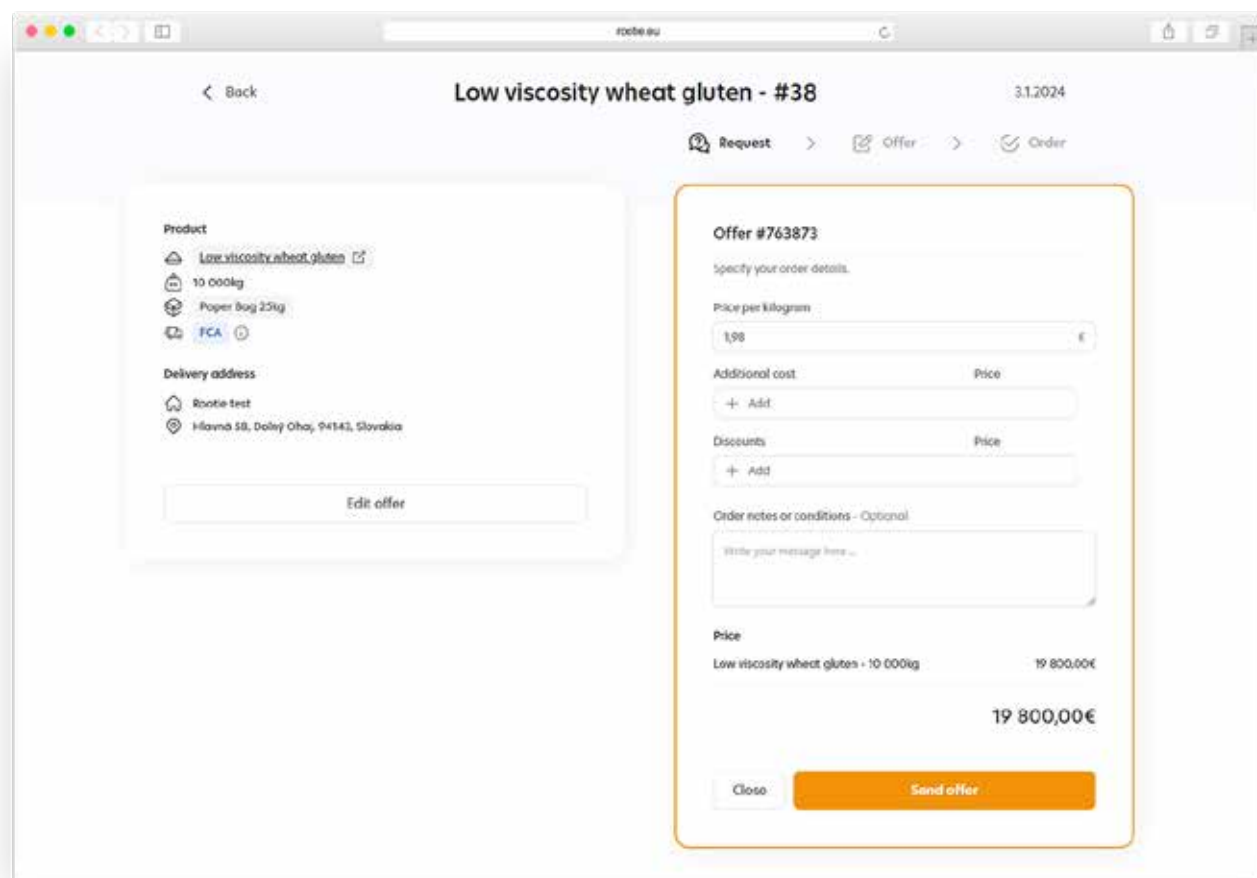 rootie.eu
Back
Low viscosity wheat gluten - #38
3.1.2024
Request
Offer
Order
Product
Low viscosity wheat gluten
10 000kg
Paper Bag 25kg
FCA
Delivery address
Rootie test
Hlavná 58, Dolný Ohaj, 94143, Slovakia
Edit offer
Offer #763873
Specify your order details.
Price per kilogram
1,98 €
Additional cost Price
+ Add
Discounts Price
+ Add
Order notes or conditions - Optional
Write your message here ...
Price
Low viscosity wheat gluten - 10 000kg 19 800,00€
19 800,00€
Close
Send offer